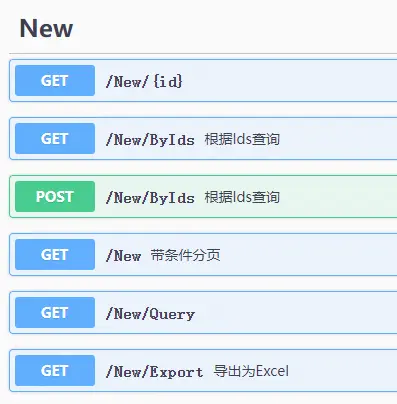 New
GET /New/{id}
GET /New/ByIds 根据Ids查询
POST /New/ByIds 根据Ids查询
GET /New 带条件分页
GET /New/Query
GET /New/Export 导出为Excel